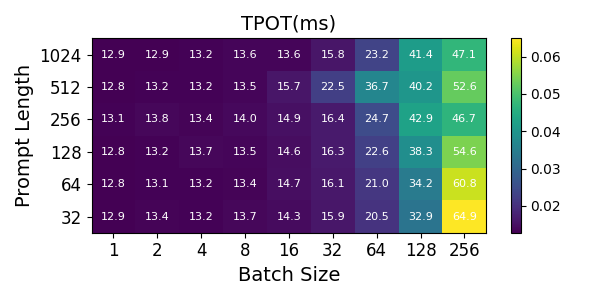 TPOT(ms)
Prompt Length
1024 12.9 12.9 13.2 13.6 13.6 15.8 23.2 41.4 47.1
512 12.8 13.2 13.2 13.5 15.7 22.5 36.7 40.2 52.6
256 13.1 13.8 13.4 14.0 14.9 16.4 24.7 42.9 46.7
128 12.8 13.2 13.7 13.5 14.6 16.3 22.6 38.3 54.6
64 12.8 13.1 13.2 13.4 14.7 16.1 21.0 34.2 60.8
32 12.9 13.4 13.2 13.7 14.3 15.9 20.5 32.9 64.9
1 2 4 8 16 32 64 128 256
Batch Size
0.06
0.05
0.04
0.03
0.02